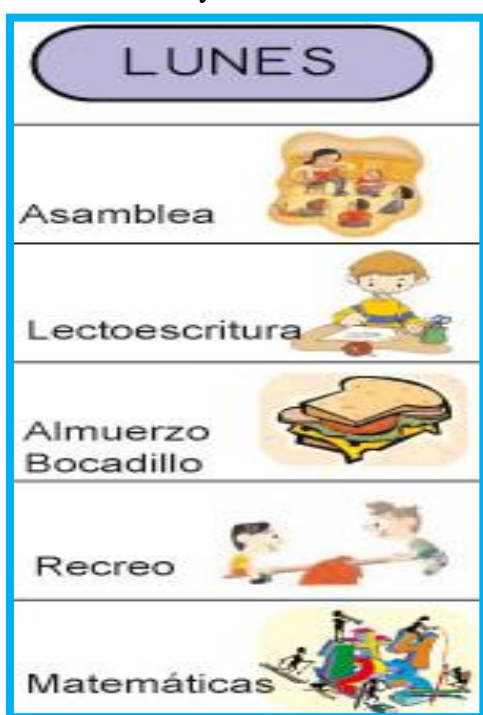 LUNES
Asamblea
Lectoescritura
Almuerzo
Bocadillo
Recreo
Matemáticas